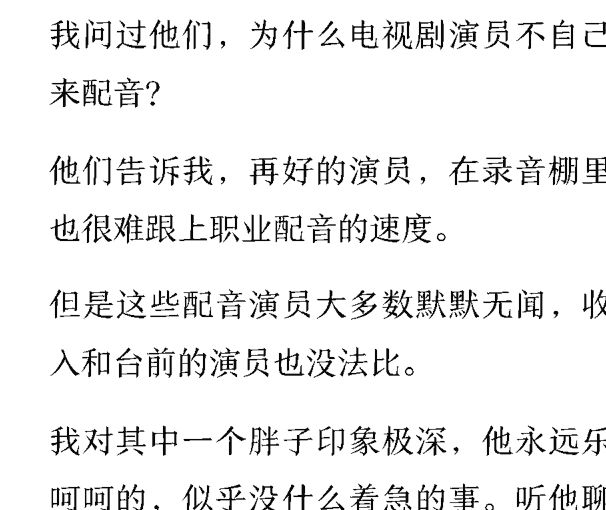 我问过他们，为什么电视剧演员不自己
来配音？
他们告诉我，再好的演员，在录音棚里
也很难跟上职业配音的速度。
但是这些配音演员大多数默默无闻，收
入和台前的演员也没法比。
我对其中一个胖子印象极深，他永远乐
呵呵的，似乎没什么着急的事。听他聊